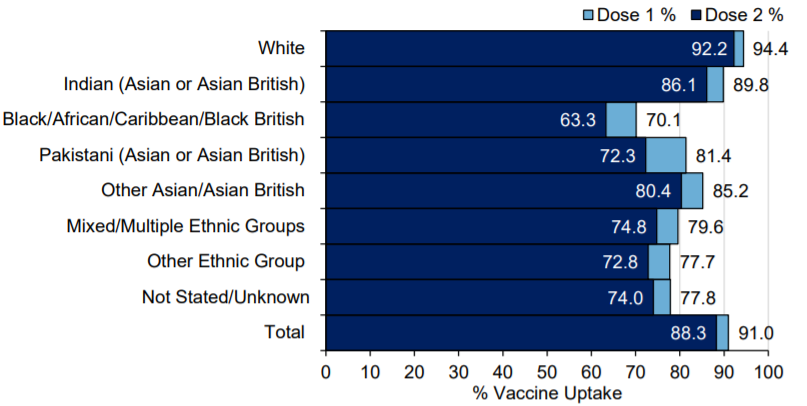 Dose 1 % Dose 2 %
White 92.2 94.4
Indian (Asian or Asian British) 86.1 89.8
Black/African/Caribbean/Black British 63.3 70.1
Pakistani (Asian or Asian British) 72.3 81.4
Other Asian/Asian British 80.4 85.2
Mixed/Multiple Ethnic Groups 74.8 79.6
Other Ethnic Group 72.8 77.7
Not Stated/Unknown 74.0 77.8
Total 88.3 91.0
0 10 20 30 40 50 60 70 80 90 100
% Vaccine Uptake